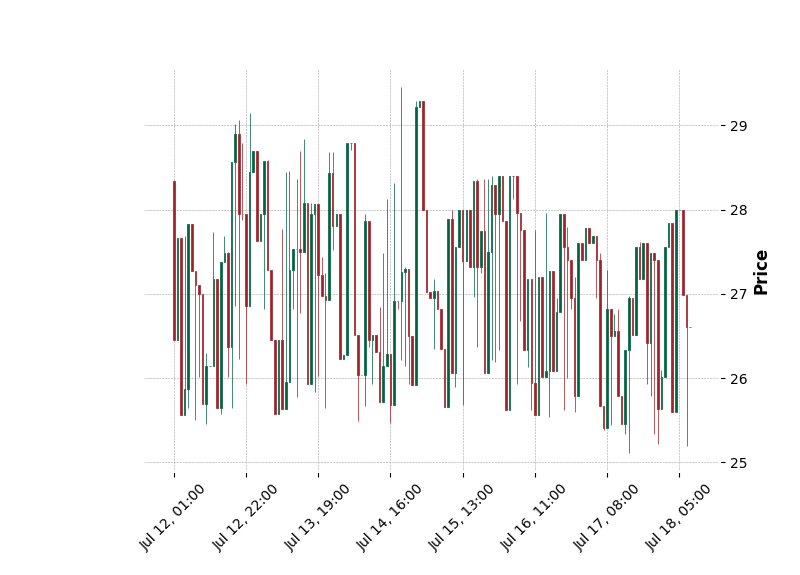 29
28
27
26
25
Price
Jul 12, 01:00
Jul 12, 22:00
Jul 13, 19:00
Jul 14, 16:00
Jul 15, 13:00
Jul 16, 11:00
Jul 17, 08:00
Jul 18, 05:00